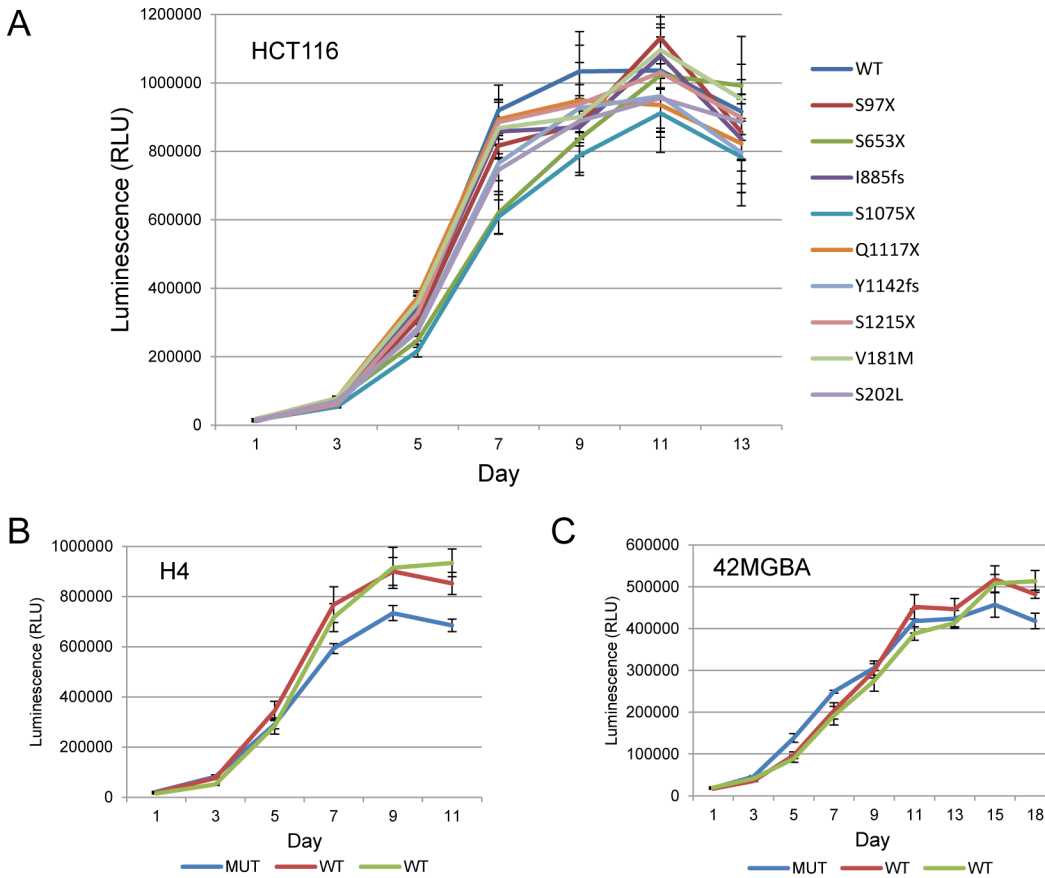 A
HCT116
Luminescence (RLU)
1200000
1000000
800000
600000
400000
200000
0
1 3 5 7 9 11 13
Day
WT
S97X
S653X
I885fs
S1075X
Q1117X
Y1142fs
S1215X
V181M
S202L
B
H4
Luminescence (RLU)
1000000
800000
600000
400000
200000
0
1 3 5 7 9 11
Day
MUT WT WT
C
42MGBA
Luminescence (RLU)
600000
500000
400000
300000
200000
100000
0
1 3 5 7 9 11 13 15 18
Day
MUT WT WT